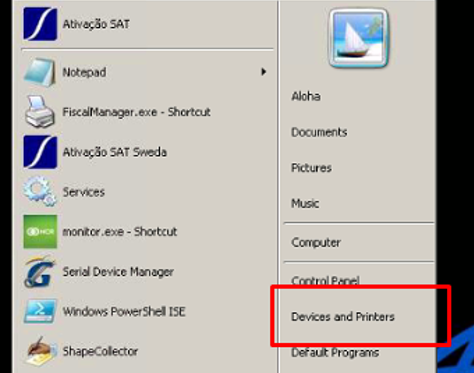 Ativação SAT
Notepad
FiscalManager.exe - Shortcut
Ativação SAT Sweda
Services
monitor.exe - Shortcut
Serial Device Manager
Windows PowerShell ISE
ShapeCollector
Aloha
Documents
Pictures
Music
Computer
Control Panel
Devices and Printers
Default Programs